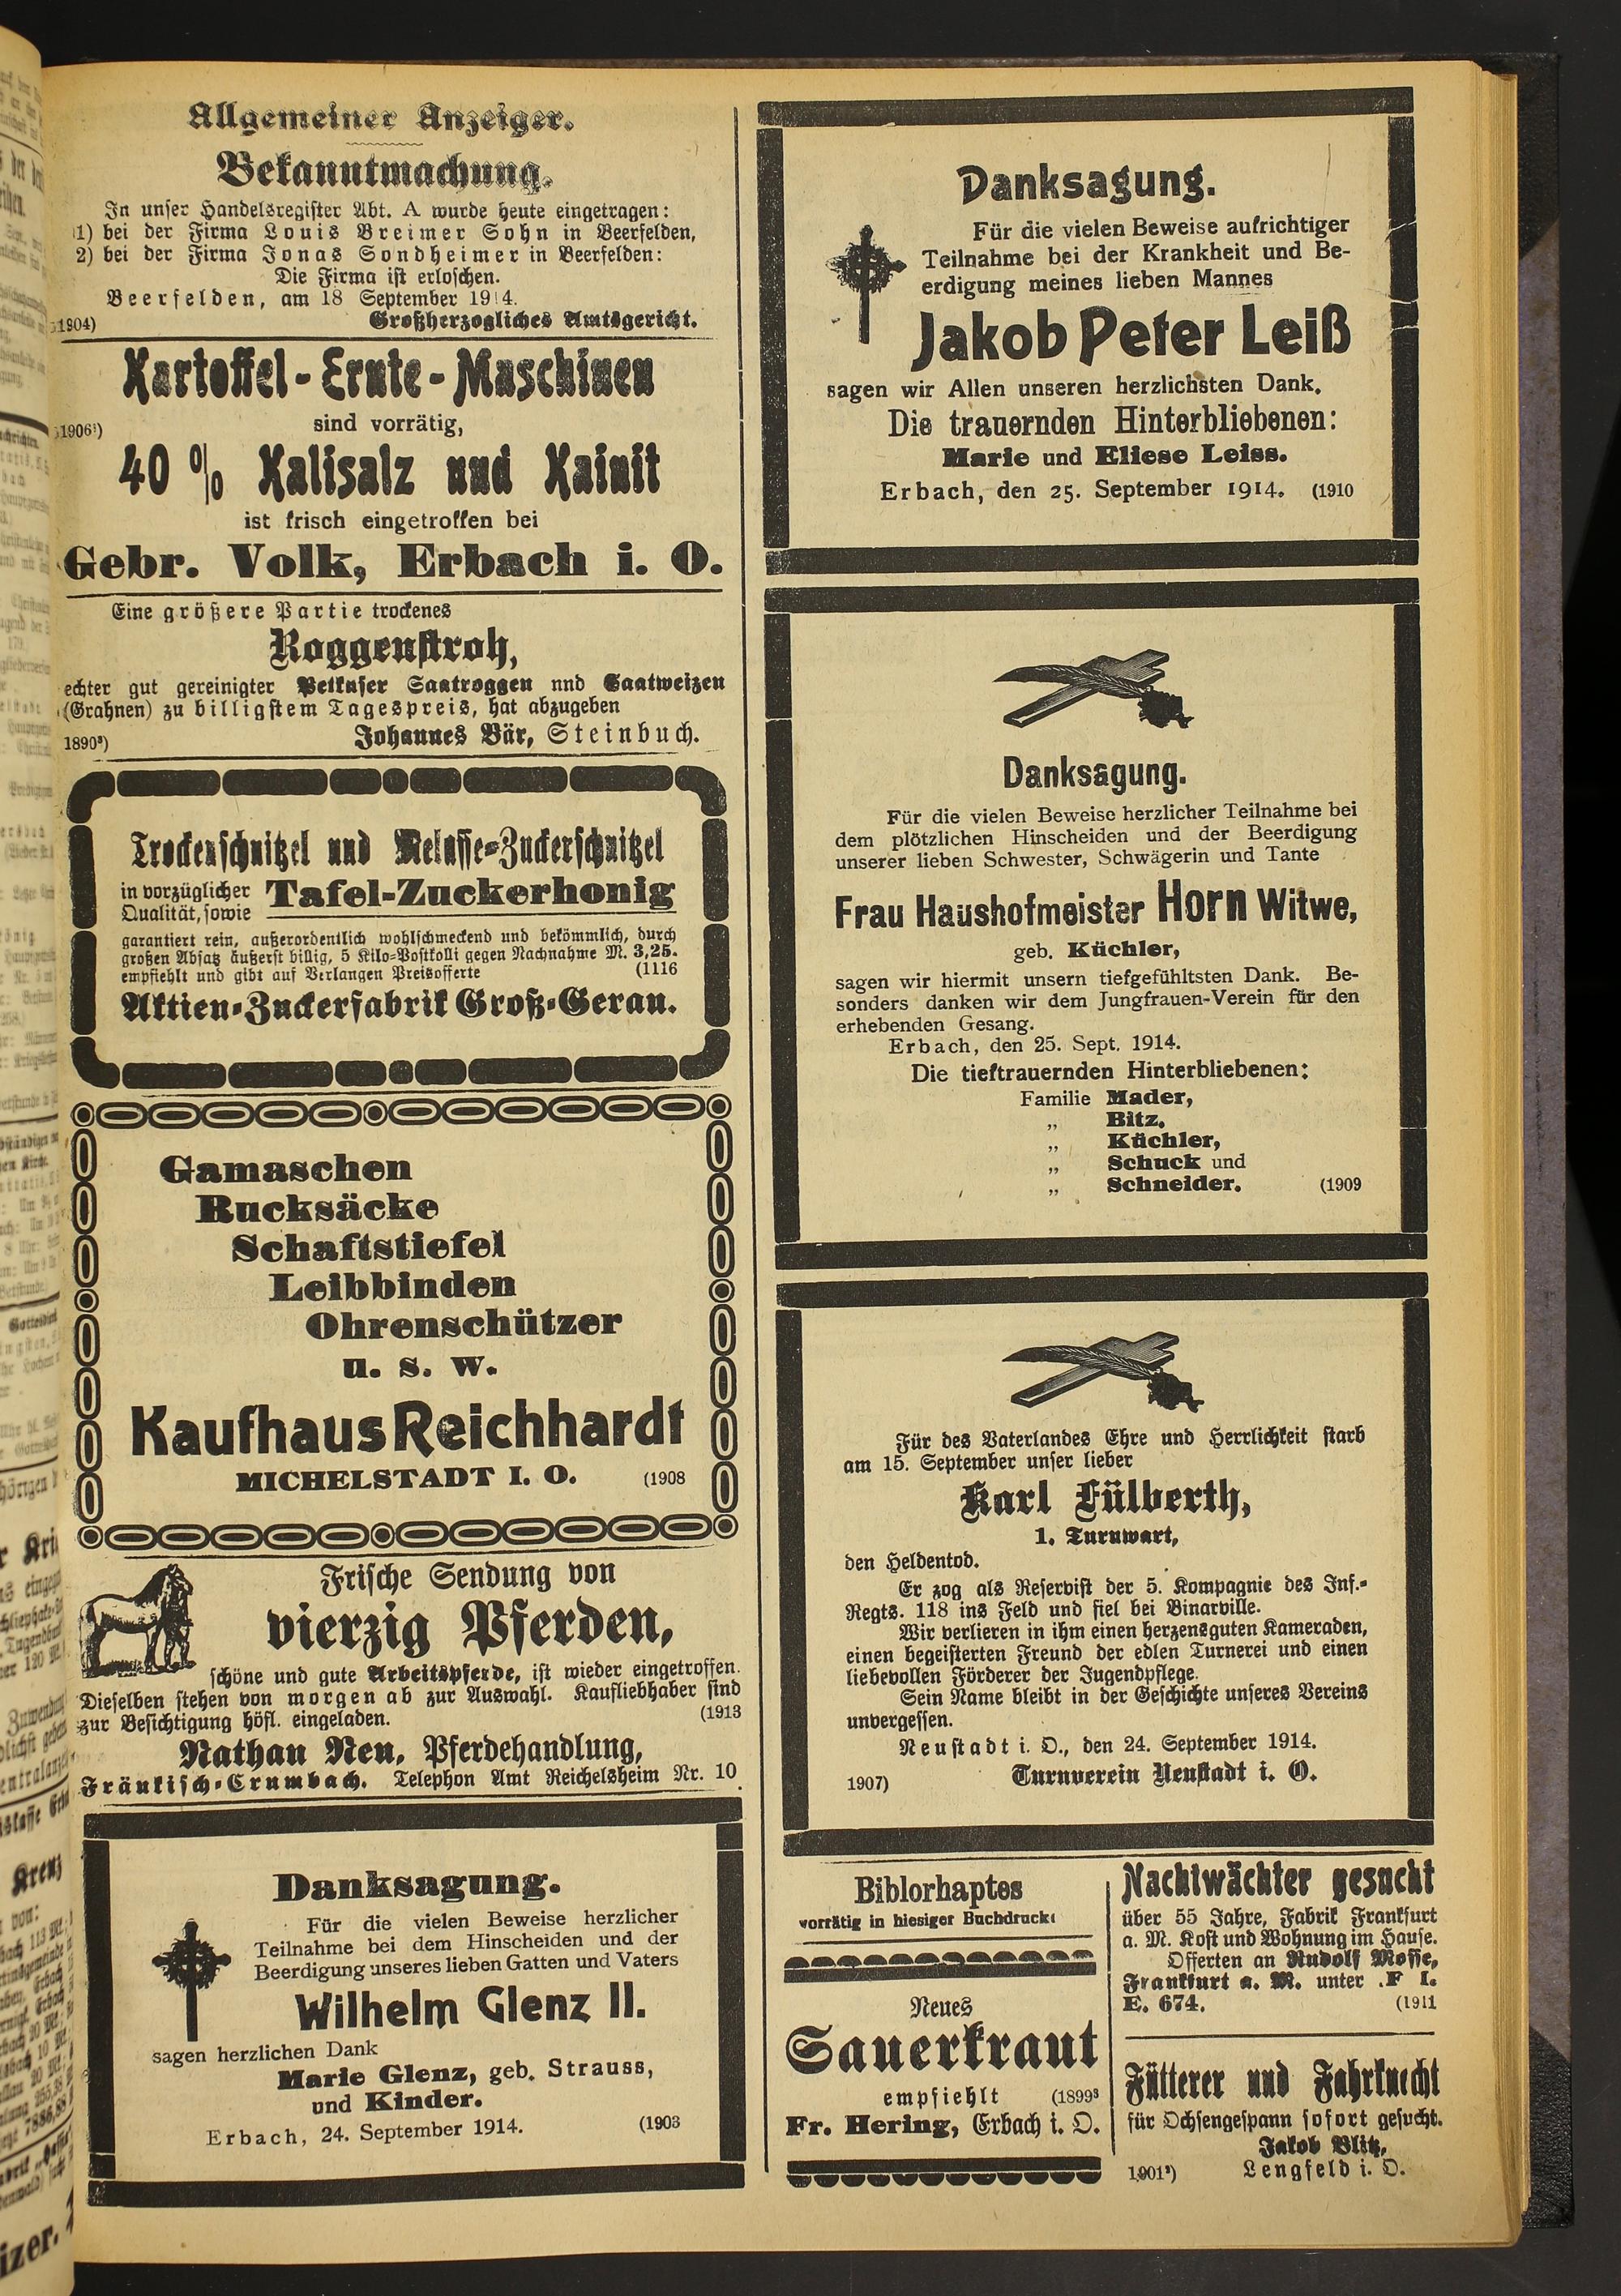 Allgemeiner Anzeiger.
Bekanntmachung.
In unser Handelsregister Abt. A wurde heute eingetragen:
1) bei der Firma Louis Breimer Sohn in Beerfelden,
2) bei der Firma Jonas Sondheimer in Beerfelden:
Die Firma ist erloschen.
Beerfelden, am 18 September 1914.
1904) Großherzogliches Amtsgericht.
Kartoffel-Ernte-Maschinen
1906²) sind vorrätig,
40 % Kalisalz und Kainit
ist frisch eingetroffen bei
Gebr. Volk, Erbach i. O.
Eine größere Partie trockenes
Roggenstroh,
echter gut gereinigter Petkuser Saatroggen nnd Saatweizen
(Grahnen) zu billigstem Tagespreis, hat abzugeben
1890³) Johannes Bär, Steinbuch.
Trockenschnitzel und Melasse-Zuckerschnitzel
in vorzüglicher Tafel-Zuckerhonig
Qualität, sowie
garantiert rein, außerordentlich wohlschmeckend und bekömmlich, durch
großen Absatz äußerst billig, 5 Kilo-Postkolli gegen Nachnahme M. 3,25.
empfiehlt und gibt auf Verlangen Preisofferte (1116
Aktien-Zuckerfabrik Groß-Gerau.
Gamaschen
Rucksäcke
Schaftstiefel
Leibbinden
Ohrenschützer
u. s. w.
Kaufhaus Reichhardt
MICHELSTADT I. O. (1908
Frische Sendung von
vierzig Pferden,
schöne und gute Arbeitspferde, ist wieder eingetroffen.
Dieselben stehen von morgen ab zur Auswahl. Kaufliebhaber sind
zur Besichtigung höfl. eingeladen. (1913
Nathan Neu, Pferdehandlung,
Fränkisch-Crumbach. Telephon Amt Reichelsheim Nr. 10
Danksagung.
Für die vielen Beweise herzlicher
Teilnahme bei dem Hinscheiden und der
Beerdigung unseres lieben Gatten und Vaters
Wilhelm Glenz II.
sagen herzlichen Dank
Marie Glenz, geb. Strauss,
und Kinder.
Erbach, 24. September 1914. (1903
Danksagung.
Für die vielen Beweise aufrichtiger
Teilnahme bei der Krankheit und Be-
erdigung meines lieben Mannes
Jakob Peter Leiß
sagen wir Allen unseren herzlichsten Dank.
Die trauernden Hinterbliebenen:
Marie und Eliese Leiss.
Erbach, den 25. September 1914. (1910
Danksagung.
Für die vielen Beweise herzlicher Teilnahme bei
dem plötzlichen Hinscheiden und der Beerdigung
unserer lieben Schwester, Schwägerin und Tante
Frau Haushofmeister Horn Witwe,
geb. Küchler,
sagen wir hiermit unsern tiefgefühltsten Dank. Be-
sonders danken wir dem Jungfrauen-Verein für den
erhebenden Gesang.
Erbach, den 25. Sept. 1914.
Die tieftrauernden Hinterbliebenen:
Familie Mader,
„ Bitz,
„ Küchler,
„ Schuck und
„ Schneider. (1909
Für des Vaterlandes Ehre und Herrlichkeit starb
am 15. September unser lieber
Karl Fülberth,
1. Turnwart,
den Heldentod.
Er zog als Reservist der 5. Kompagnie des Inf.-
Regts. 118 ins Feld und fiel bei Binarville.
Wir verlieren in ihm einen herzensguten Kameraden,
einen begeisterten Freund der edlen Turnerei und einen
liebevollen Förderer der Jugendpflege.
Sein Name bleibt in der Geschichte unseres Vereins
unvergessen.
Neustadt i. O., den 24. September 1914.
1907) Turnverein Neustadt i. O.
Biblorhaptes
vorrätig in hiesiger Buchdruck
Neues
Sauerkraut
empfiehlt (1899³
Fr. Hering, Erbach i. O.
Nachtwächter gesucht
über 55 Jahre, Fabrik Frankfurt
a. M. Kost und Wohnung im Hause.
Offerten an Rudolf Mosse,
Frankfurt a. M. unter .F I.
E. 674. (1911
Fütterer und Fahrknecht
für Ochsengespann sofort gesucht.
Jakob Blitz,
1901²) Lengfeld i. O.